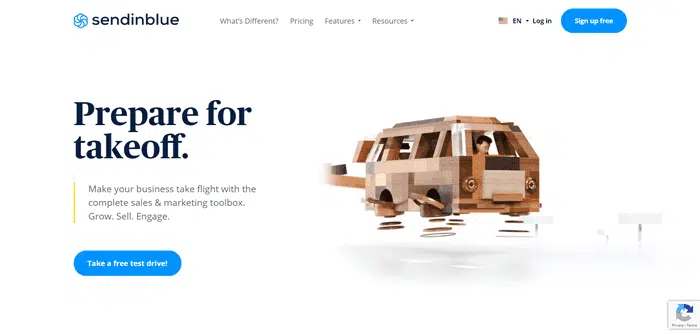 sendinblue
What's Different?
Pricing
Features
Resources
EN
Log in
Sign up free
Prepare for
takeoff.
Make your business take flight with the
complete sales & marketing toolbox.
Grow. Sell. Engage.
Take a free test drive!
Privacy - Terms